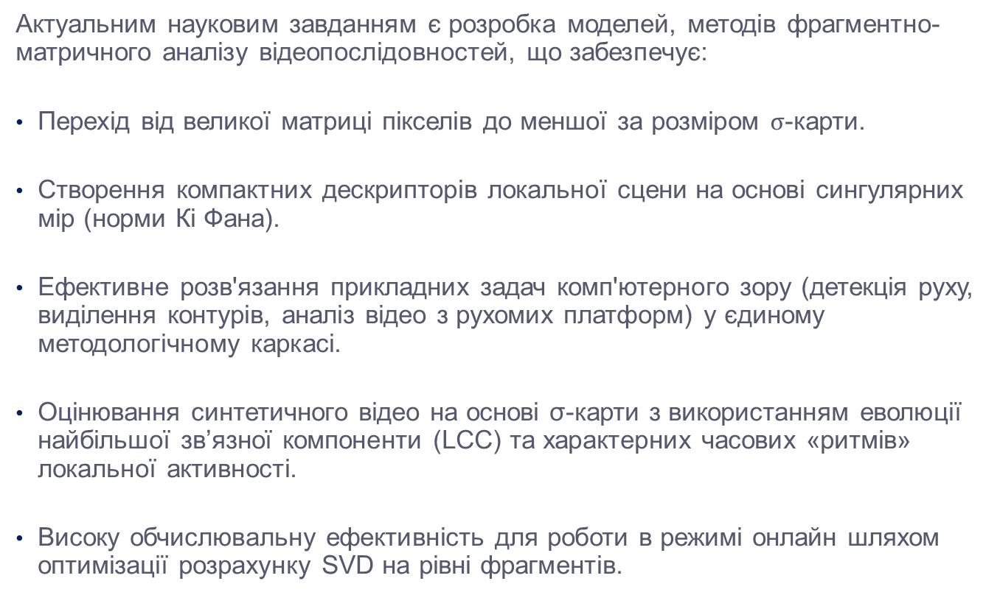 Актуальним науковим завданням є розробка моделей, методів фрагментно-
матричного аналізу відеопослідовностей, що забезпечує:
• Перехід від великої матриці пікселів до меншої за розміром σ-карти.
• Створення компактних дескрипторів локальної сцени на основі сингулярних
мір (норми Кі Фана).
• Ефективне розв'язання прикладних задач комп'ютерного зору (детекція руху,
виділення контурів, аналіз відео з рухомих платформ) у єдиному
методологічному каркасі.
• Оцінювання синтетичного відео на основі σ-карти з використанням еволюції
найбільшої зв’язної компоненти (LCC) та характерних часових «ритмів»
локальної активності.
• Високу обчислювальну ефективність для роботи в режимі онлайн шляхом
оптимізації розрахунку SVD на рівні фрагментів.